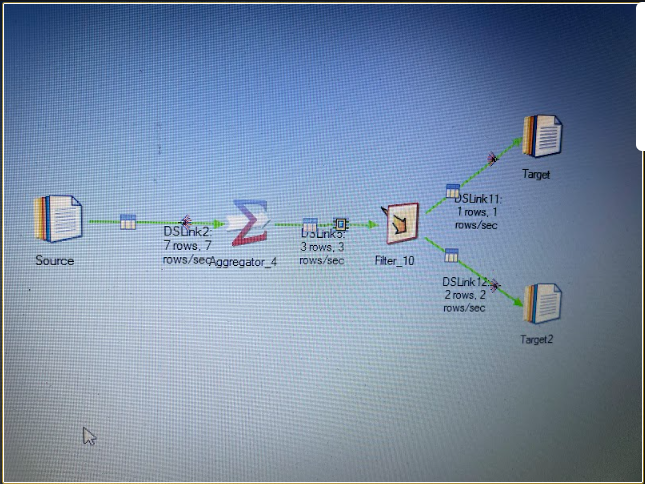 Source
DSLink2:
7 rows, 7
rows/sec
Aggregator_4
DSLink5:
3 rows, 3
rows/sec
Filter_10
DSLink11:
1 rows, 1
rows/sec
Target
DSLink12:
2 rows, 2
rows/sec
Target2